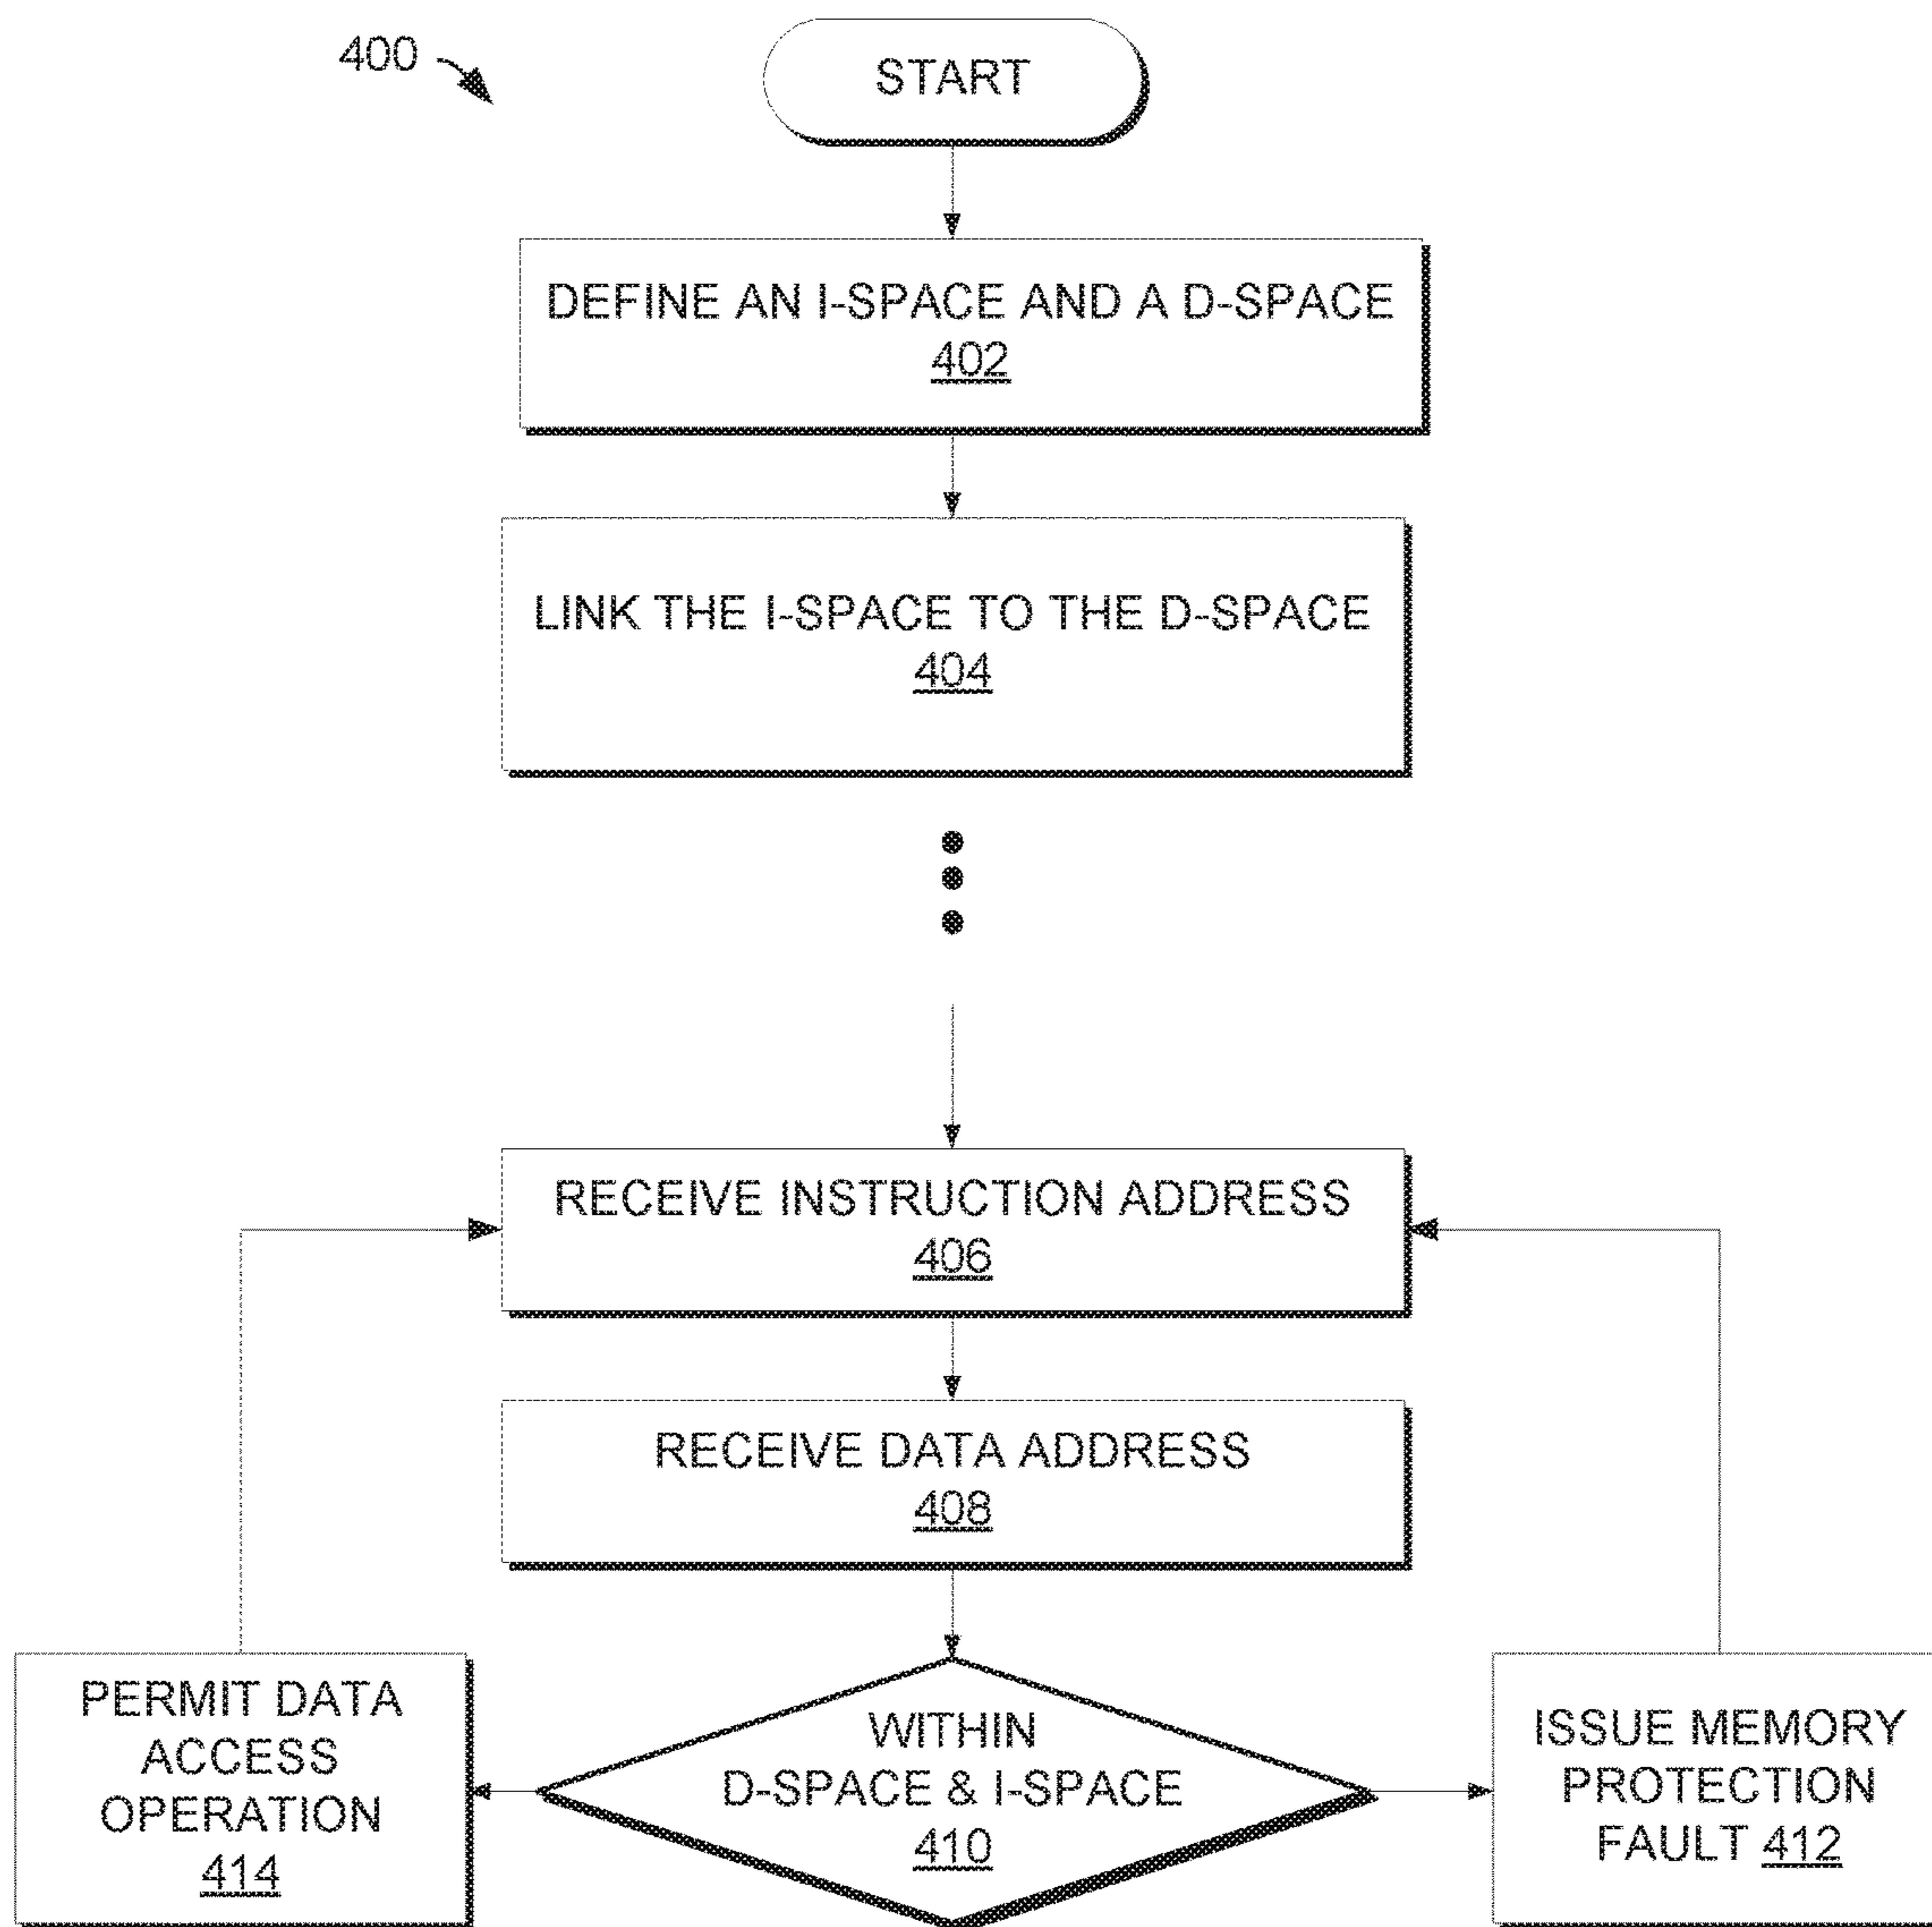 400
START
DEFINE AN I-SPACE AND A D-SPACE
402
LINK THE I-SPACE TO THE D-SPACE
404
RECEIVE INSTRUCTION ADDRESS
406
RECEIVE DATA ADDRESS
408
PERMIT DATA
ACCESS
OPERATION
414
WITHIN
D-SPACE & I-SPACE
410
ISSUE MEMORY
PROTECTION
FAULT 412